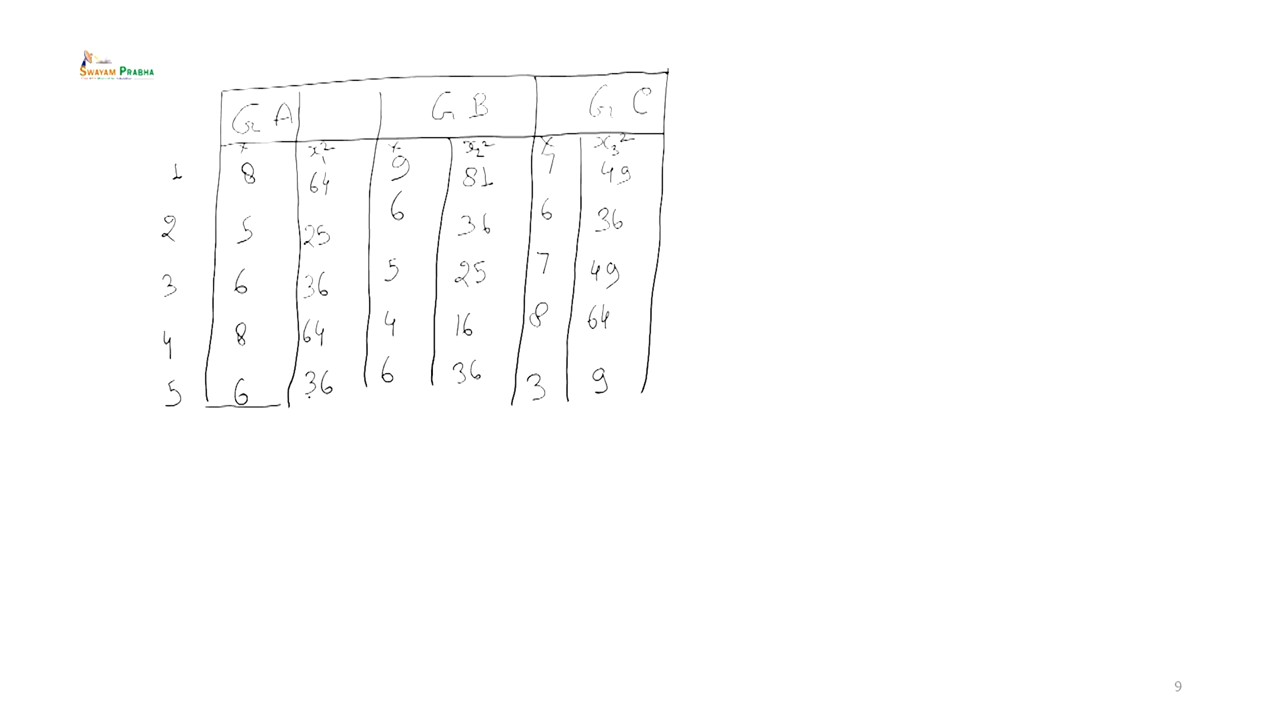 SWAYAM PRABHA
G A G B G C
x x₁² x x₂² x x₃²
1 8 64 9 81 7 49
2 5 25 6 36 6 36
3 6 36 5 25 7 49
4 8 64 4 16 8 64
5 6 36 6 36 3 9
9